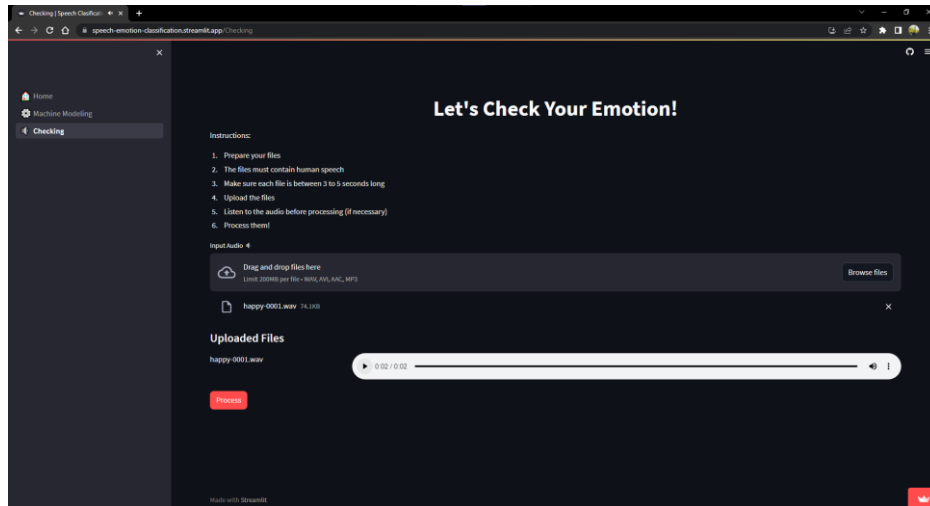 Checking | Speech Clasificati
speech-emotion-classification.streamlit.app/Checking
Home
Machine Modeling
Checking
Let's Check Your Emotion!
Instructions:
1. Prepare your files
2. The files must contain human speech
3. Make sure each file is between 3 to 5 seconds long
4. Upload the files
5. Listen to the audio before processing (if necessary)
6. Process them!
Input Audio
Drag and drop files here
Limit 200MB per file • WAV, AVI, AAC, MP3
Browse files
happy-0001.wav 74.1KB
Uploaded Files
happy-0001.wav
0:02 / 0:02
Process
Made with Streamlit